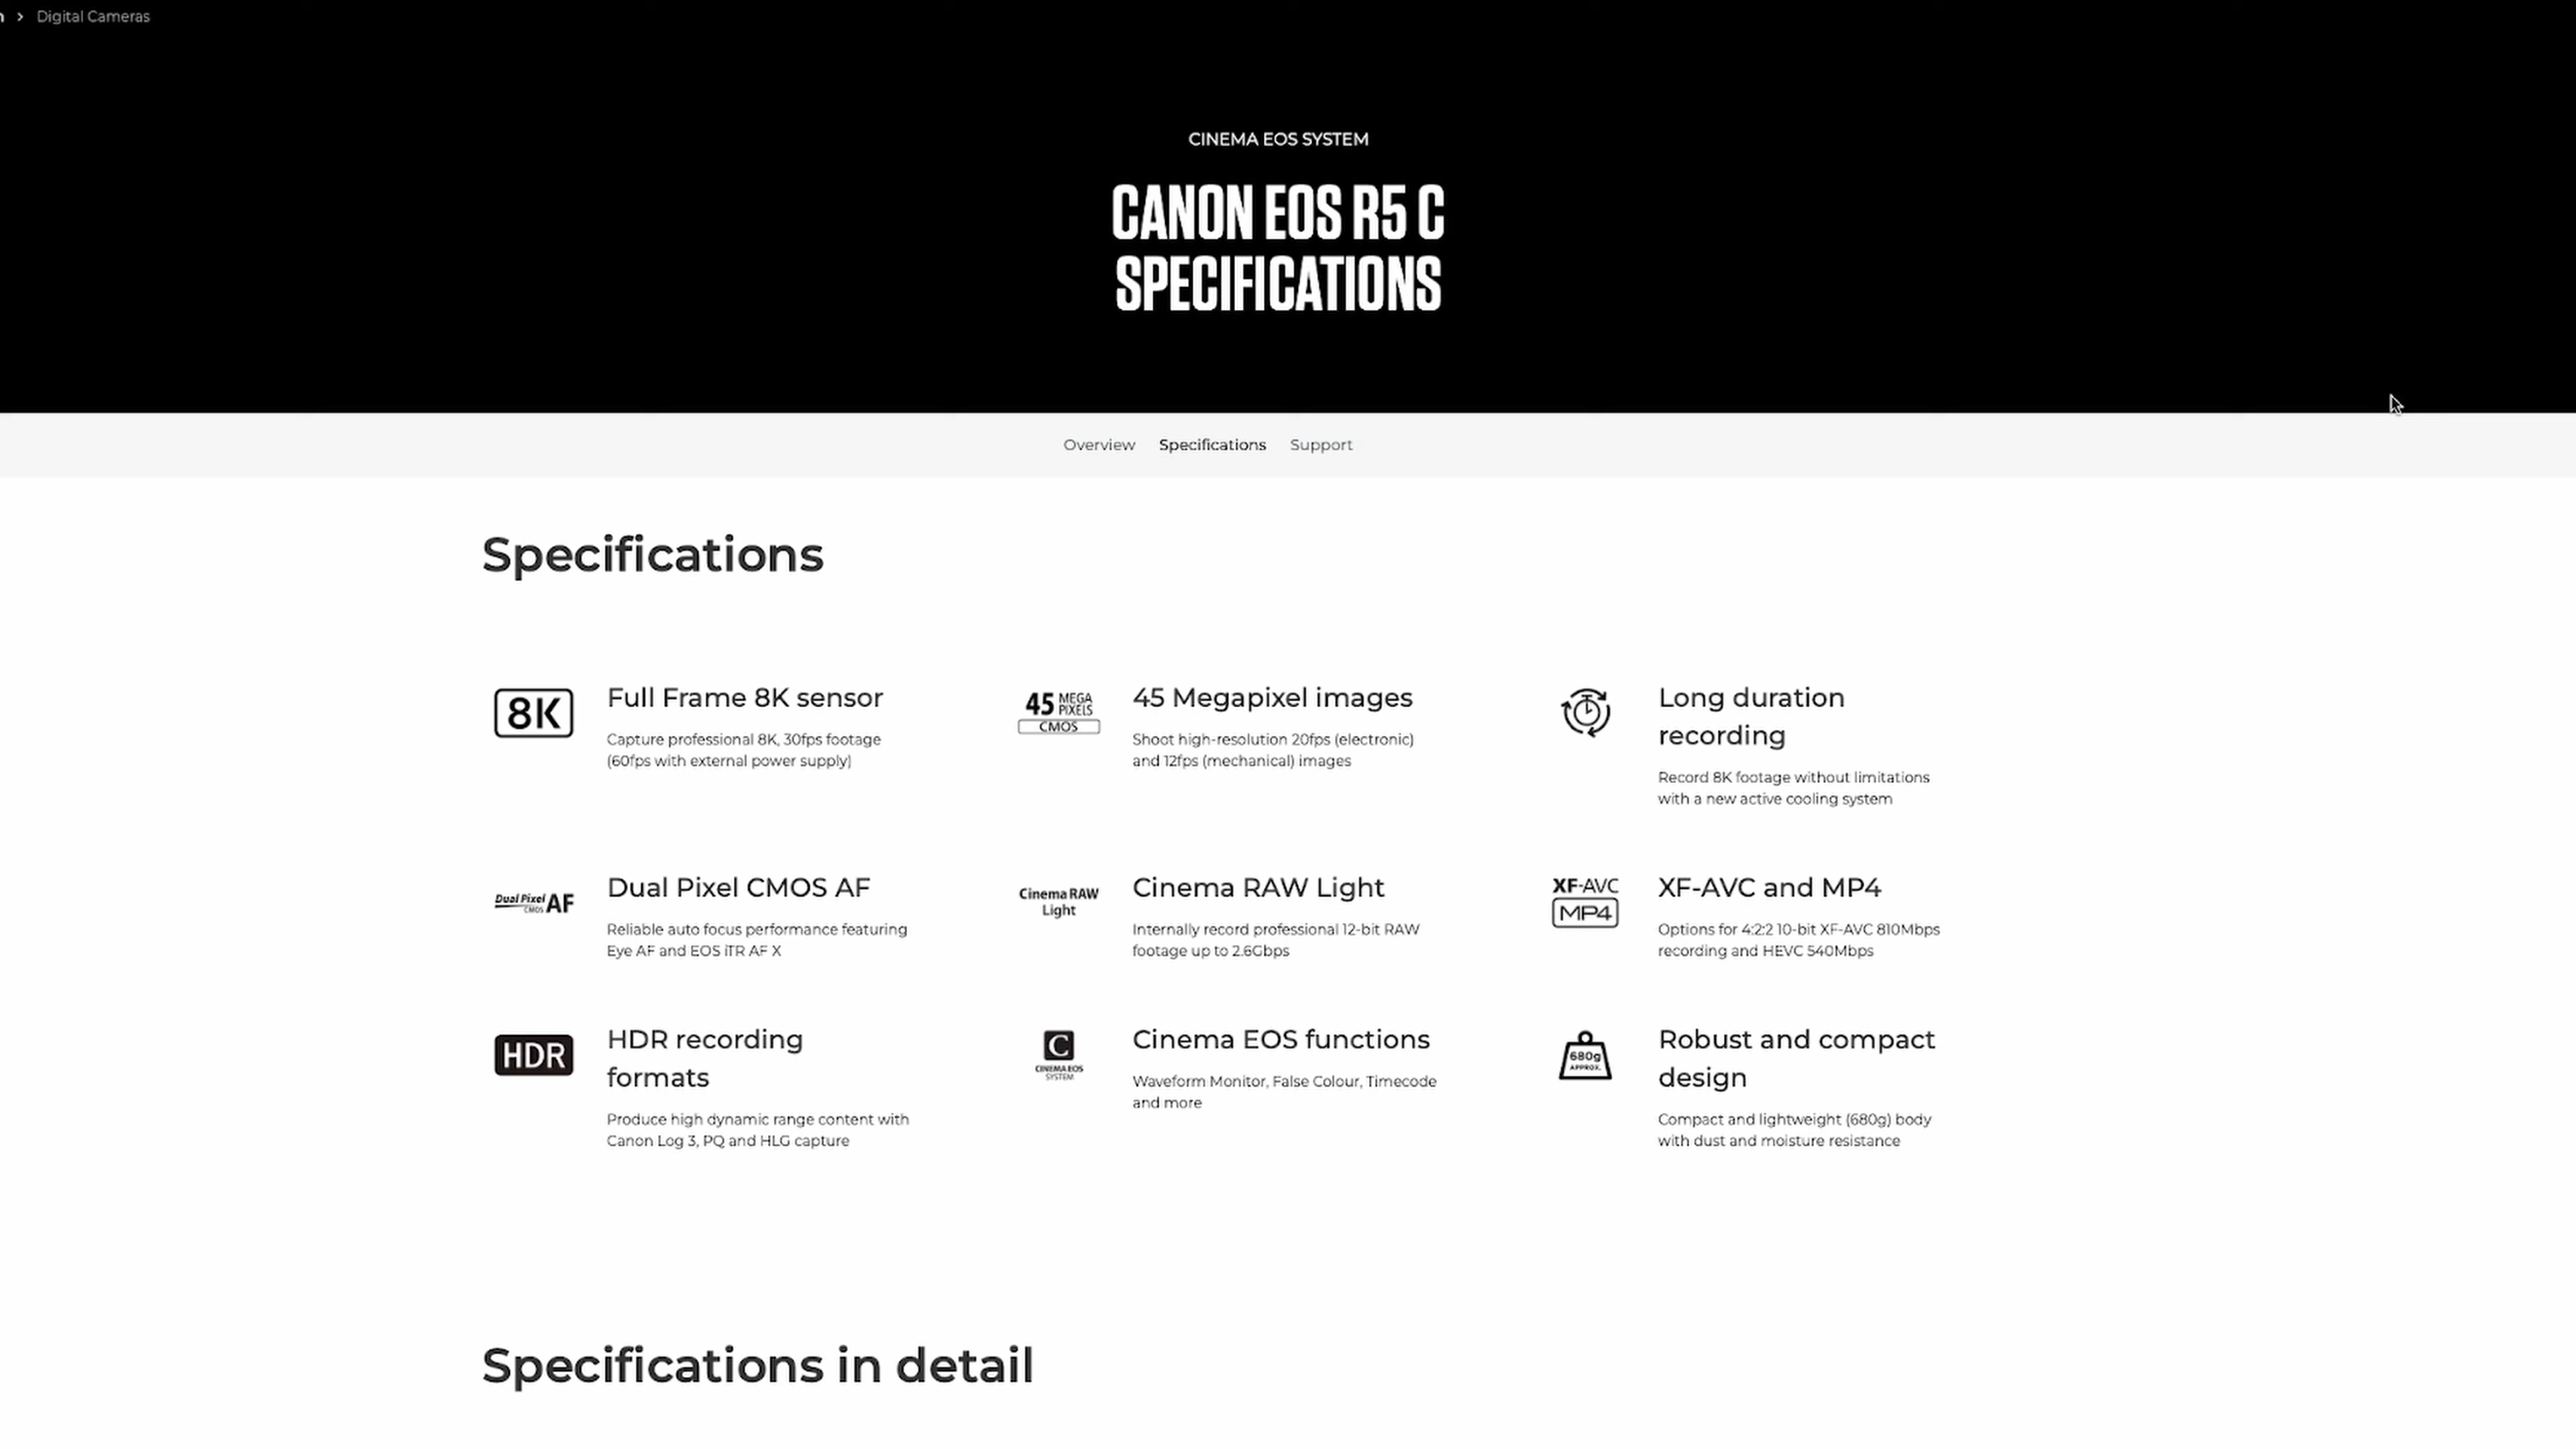 Digital Cameras
CINEMA EOS SYSTEM
CANON EOS R5 C
SPECIFICATIONS
Overview Specifications Support
Specifications
8K
Full Frame 8K sensor
Capture professional 8K, 30fps footage
(60fps with external power supply)
45 MEGA
PIXELS
CMOS
45 Megapixel images
Shoot high-resolution 20fps (electronic)
and 12fps (mechanical) images
Long duration
recording
Record 8K footage without limitations
with a new active cooling system
Dual Pixel
CMOS AF
Dual Pixel CMOS AF
Reliable auto focus performance featuring
Eye AF and EOS iTR AF X
Cinema RAW
Light
Cinema RAW Light
Internally record professional 12-bit RAW
footage up to 2.6Gbps
XF-AVC
MP4
XF-AVC and MP4
Options for 4:2:2 10-bit XF-AVC 810Mbps
recording and HEVC 540Mbps
HDR
HDR recording
formats
Produce high dynamic range content with
Canon Log 3, PQ and HLG capture
C
CINEMA EOS
SYSTEM
Cinema EOS functions
Waveform Monitor, False Colour, Timecode
and more
680g
APPROX.
Robust and compact
design
Compact and lightweight (680g) body
with dust and moisture resistance
Specifications in detail